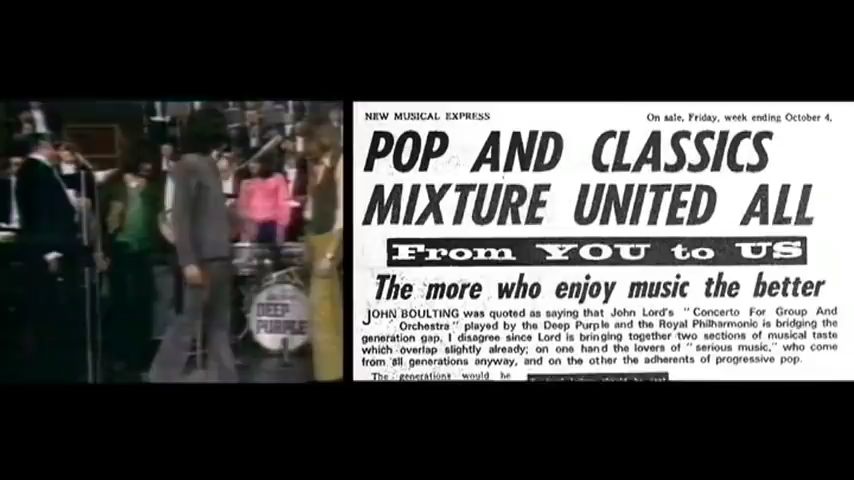 DEEP
PURPLE
NEW MUSICAL EXPRESS
On sale, Friday, week ending October 4,
POP AND CLASSICS
MIXTURE UNITED ALL
From YOU to US
The more who enjoy music the better
JOHN BOULTING was quoted as saying that John Lord's "Concerto For Group And
Orchestra" played by the Deep Purple and the Royal Philharmonic is bridging the
generation gap. I disagree since Lord is bringing together two sections of musical taste
which overlap slightly already; on one hand the lovers of "serious music," who come
from all generations anyway, and on the other the adherents of progressive pop.
The generations would be